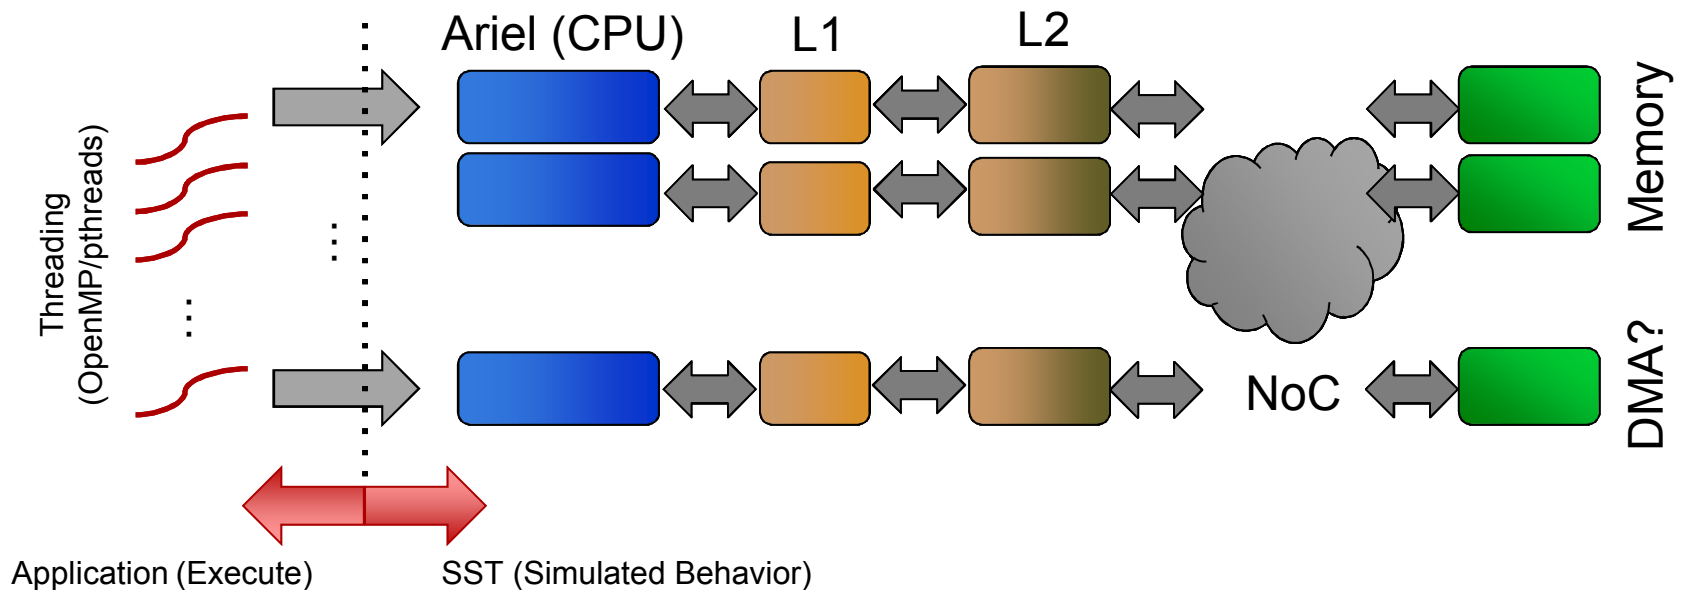 Ariel (CPU)
L1
L2
Threading
(OpenMP/pthreads)
...
...
Memory
NoC
DMA?
Application (Execute)
SST (Simulated Behavior)